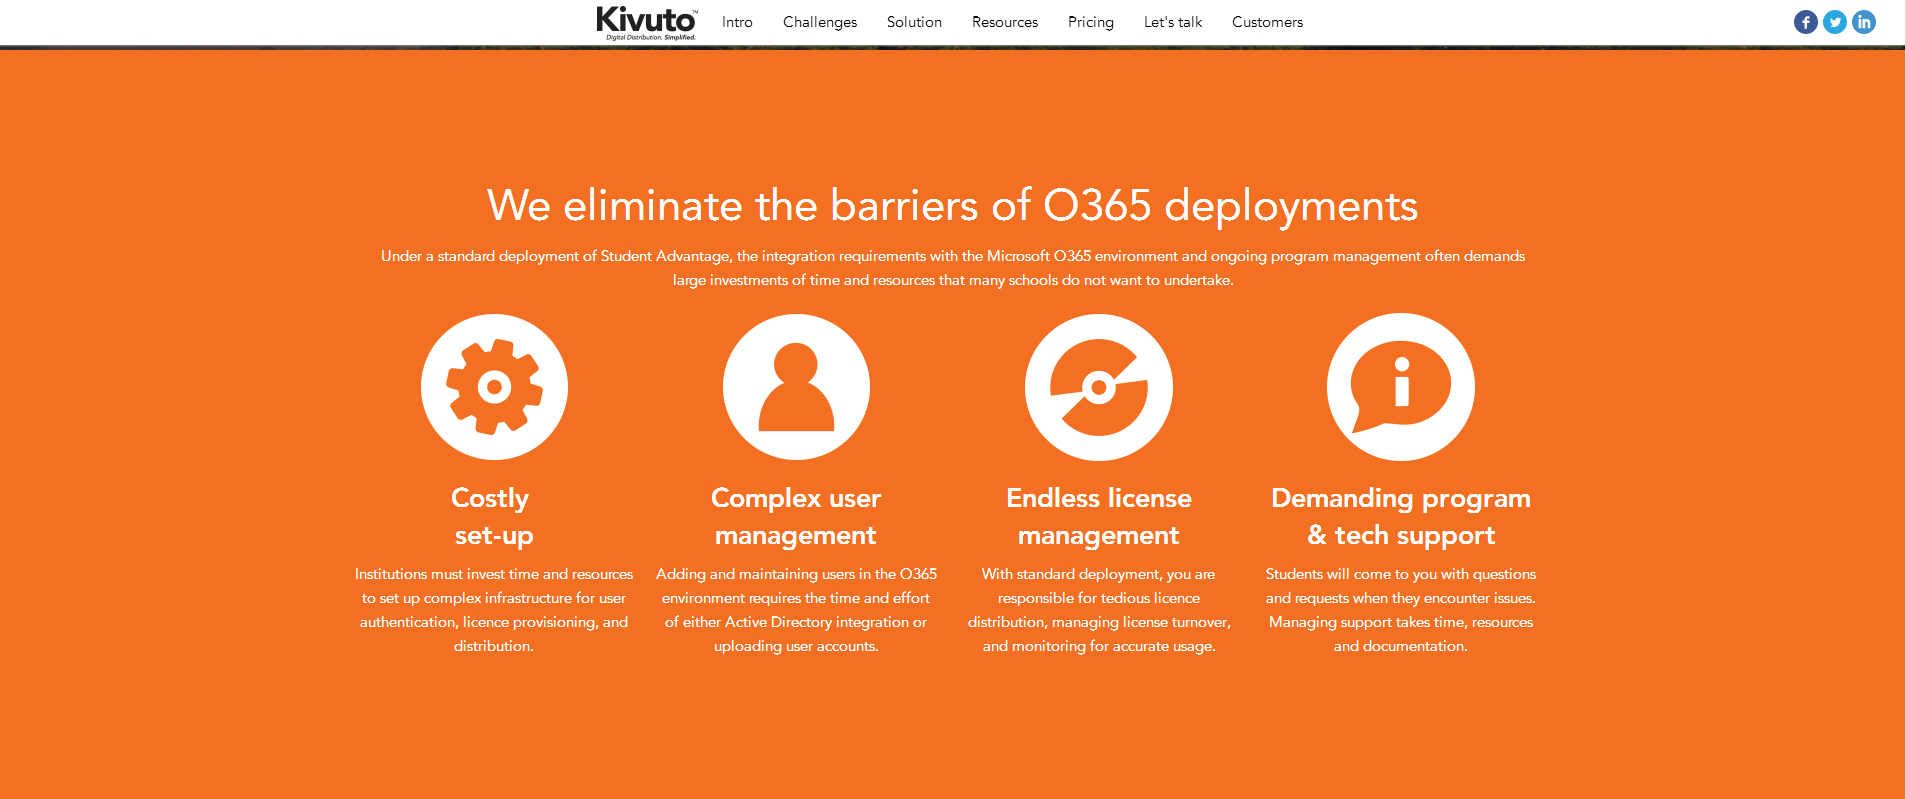 Kivuto™
Digital Distribution. Simplified.
Intro
Challenges
Solution
Resources
Pricing
Let's talk
Customers
We eliminate the barriers of O365 deployments
Under a standard deployment of Student Advantage, the integration requirements with the Microsoft O365 environment and ongoing program management often demands
large investments of time and resources that many schools do not want to undertake.
Costly
set-up
Institutions must invest time and resources
to set up complex infrastructure for user
authentication, licence provisioning, and
distribution.
Complex user
management
Adding and maintaining users in the O365
environment requires the time and effort
of either Active Directory integration or
uploading user accounts.
Endless license
management
With standard deployment, you are
responsible for tedious licence
distribution, managing license turnover,
and monitoring for accurate usage.
Demanding program
& tech support
Students will come to you with questions
and requests when they encounter issues.
Managing support takes time, resources
and documentation.